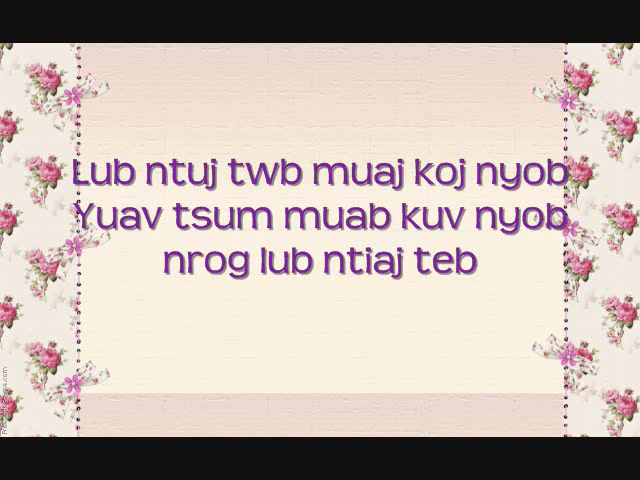 Lub ntuj twb muaj koj nyob
Yuav tsum muab kuv nyob
nrog lub ntiaj teb